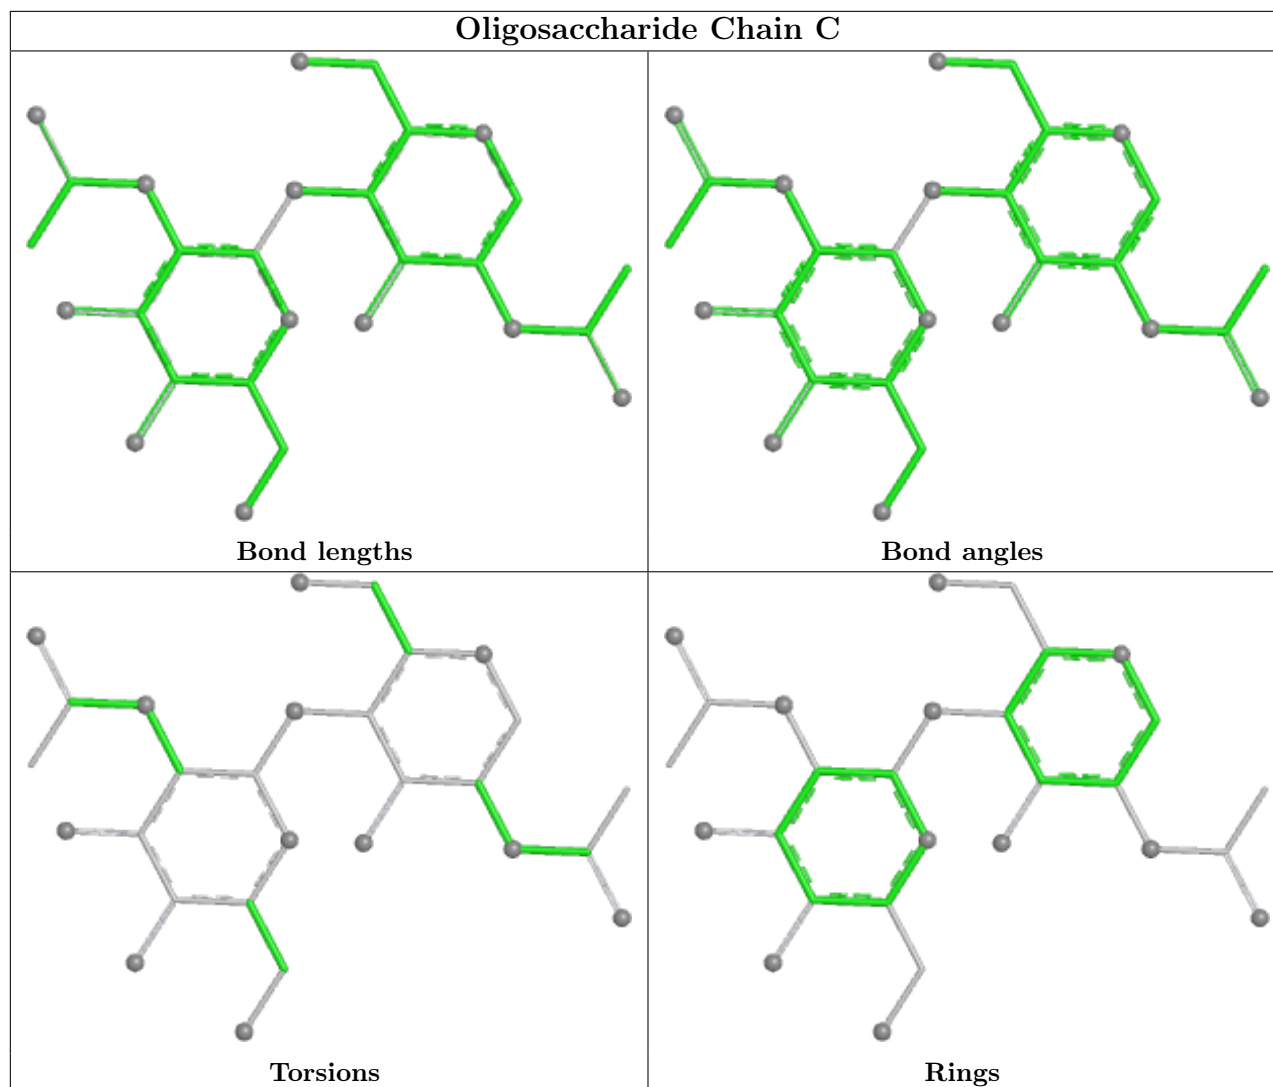 Oligosaccharide Chain C
Bond lengths
Bond angles
Torsions
Rings